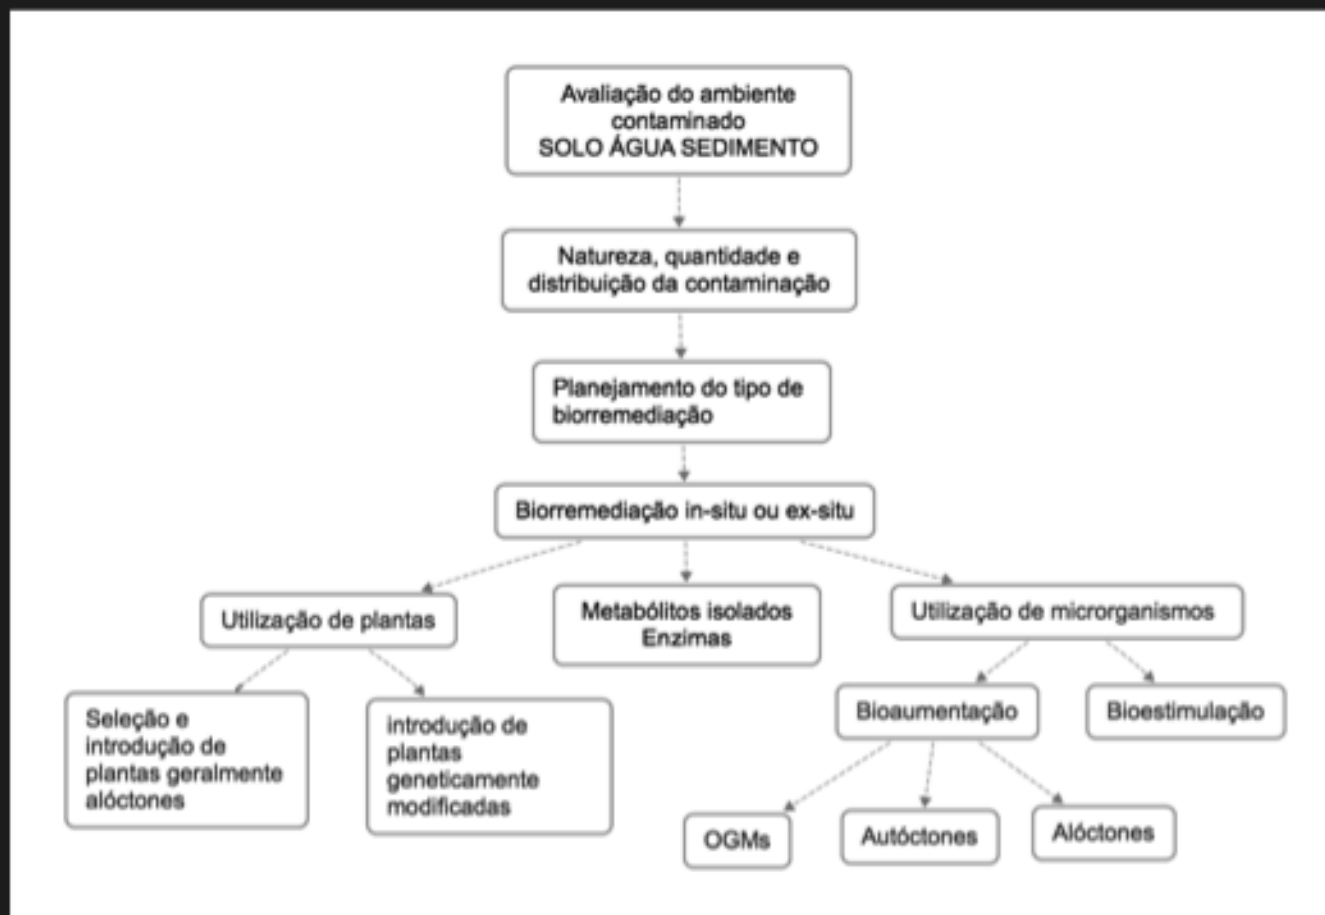 Avaliação do ambiente
contaminado
SOLO ÁGUA SEDIMENTO
Natureza, quantidade e
distribuição da contaminação
Planejamento do tipo de
biorremediação
Biorremediação in-situ ou ex-situ
Utilização de plantas
Metabólitos isolados
Enzimas
Utilização de microrganismos
Seleção e
introdução de
plantas geralmente
alóctones
introdução de
plantas
geneticamente
modificadas
Bioaumentação
Bioestimulação
OGMs
Autóctones
Alóctones